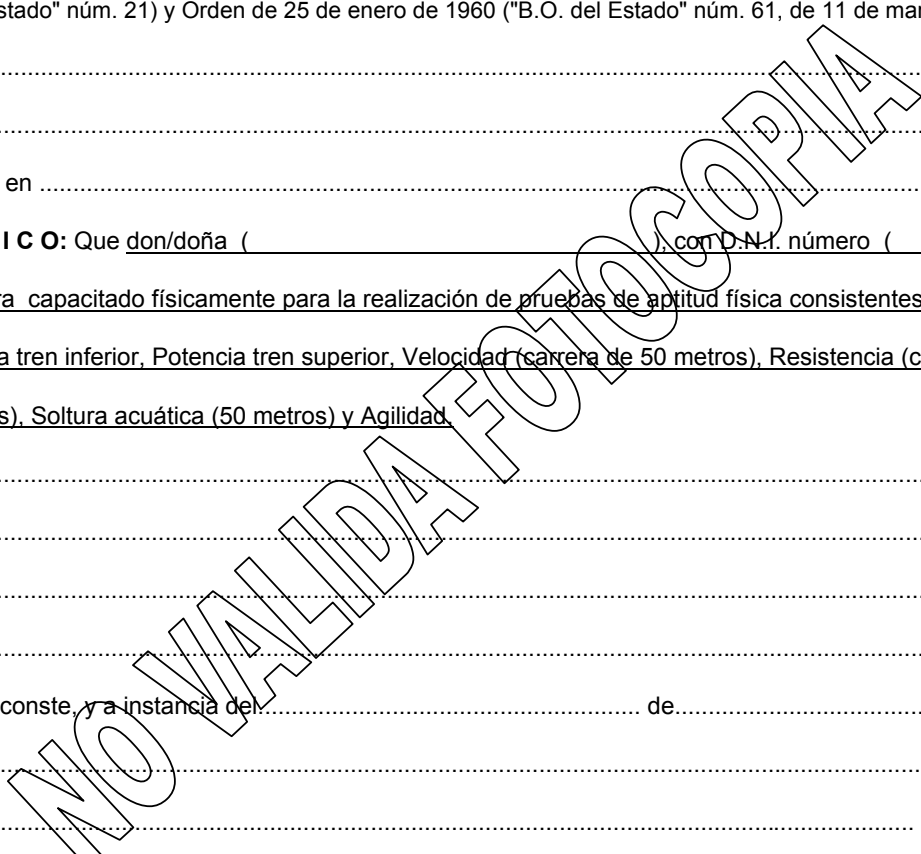 stado" núm. 21) y Orden de 25 de enero de 1960 ("B.O. del Estado" núm. 61, de 11 de mar
....................................................................................................
....................................................................................................
en ....................................................................................................
I C O: Que don/doña ( ), con D.N.I. número (
ra capacitado físicamente para la realización de pruebas de aptitud física consistentes
a tren inferior, Potencia tren superior, Velocidad (carrera de 50 metros), Resistencia (c
s), Soltura acuática (50 metros) y Agilidad.
....................................................................................................
....................................................................................................
....................................................................................................
....................................................................................................
conste, y a instancia del.......................................................... de..........................................
....................................................................................................
....................................................................................................
NO VALIDA FOTOCOPIA